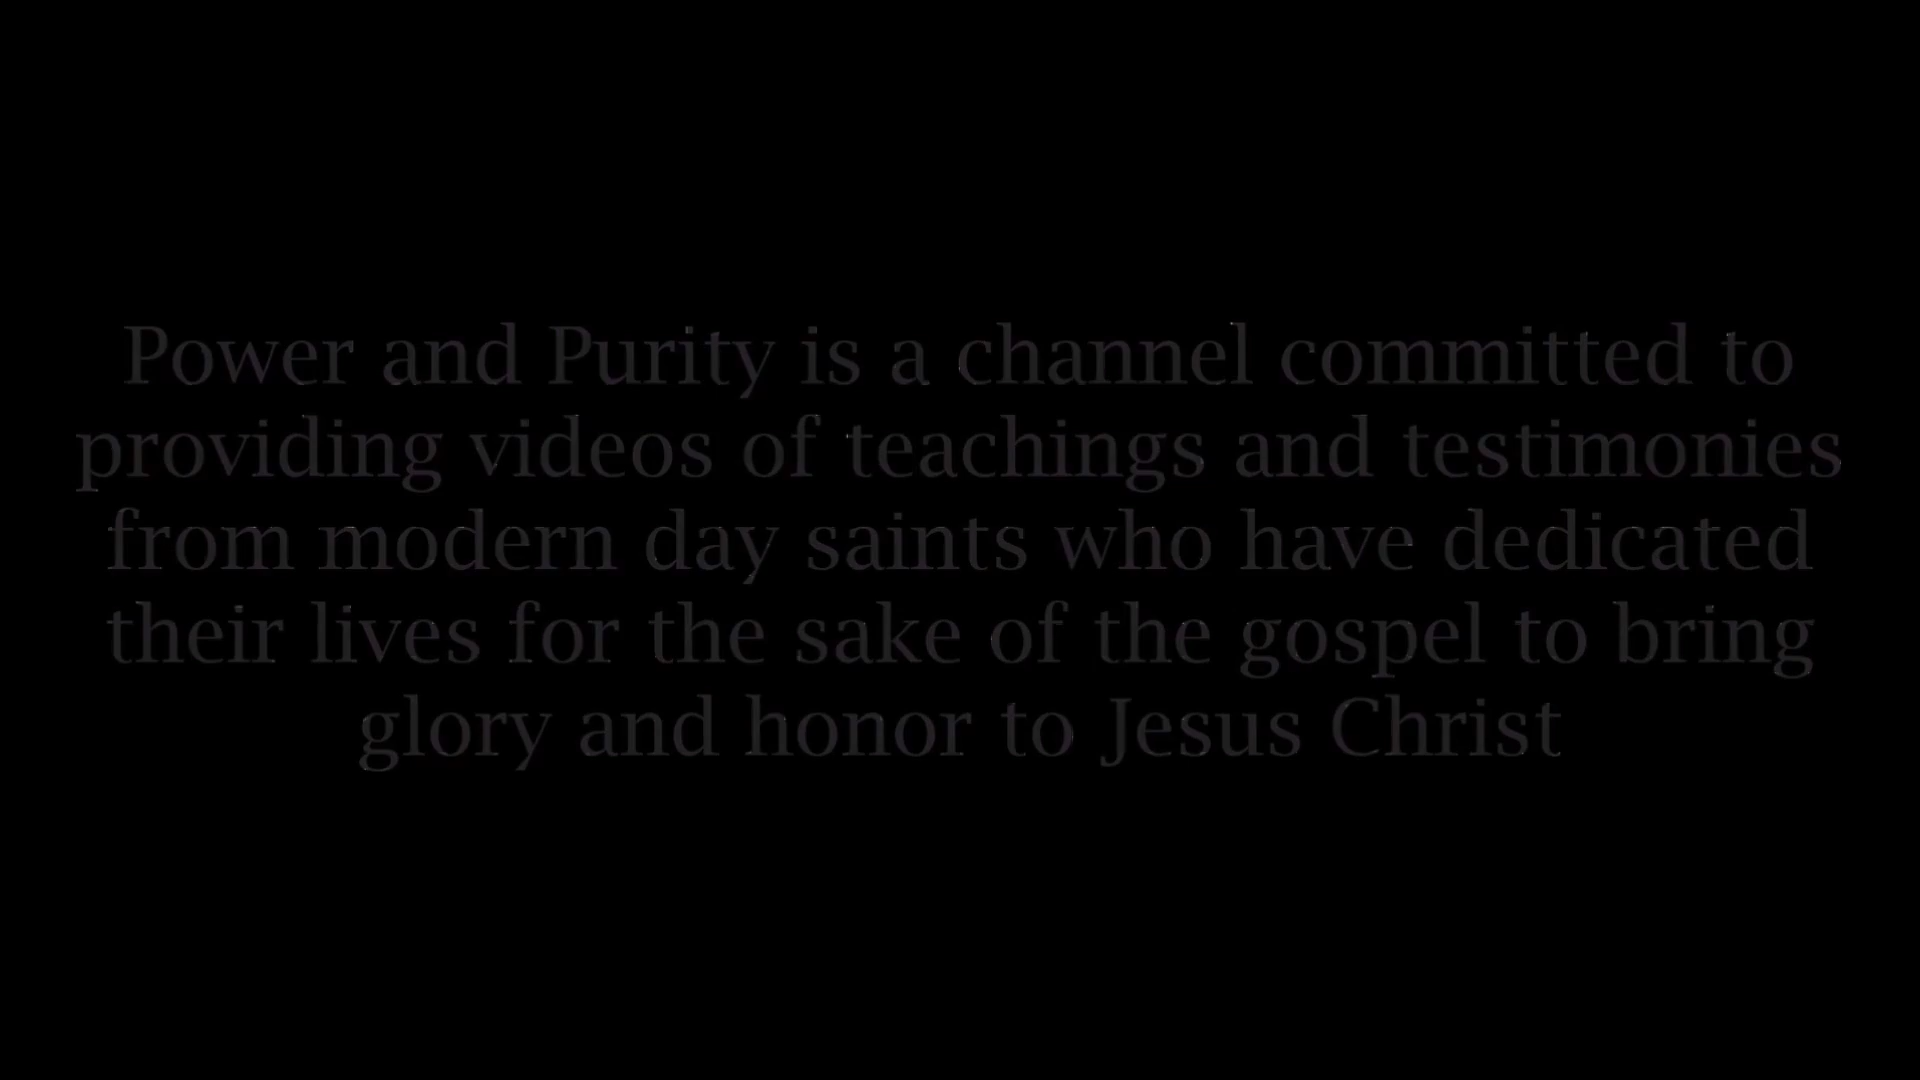 Power and Purity is a channel committed to
providing videos of teachings and testimonies
from modern day saints who have dedicated
their lives for the sake of the gospel to bring
glory and honor to Jesus Christ